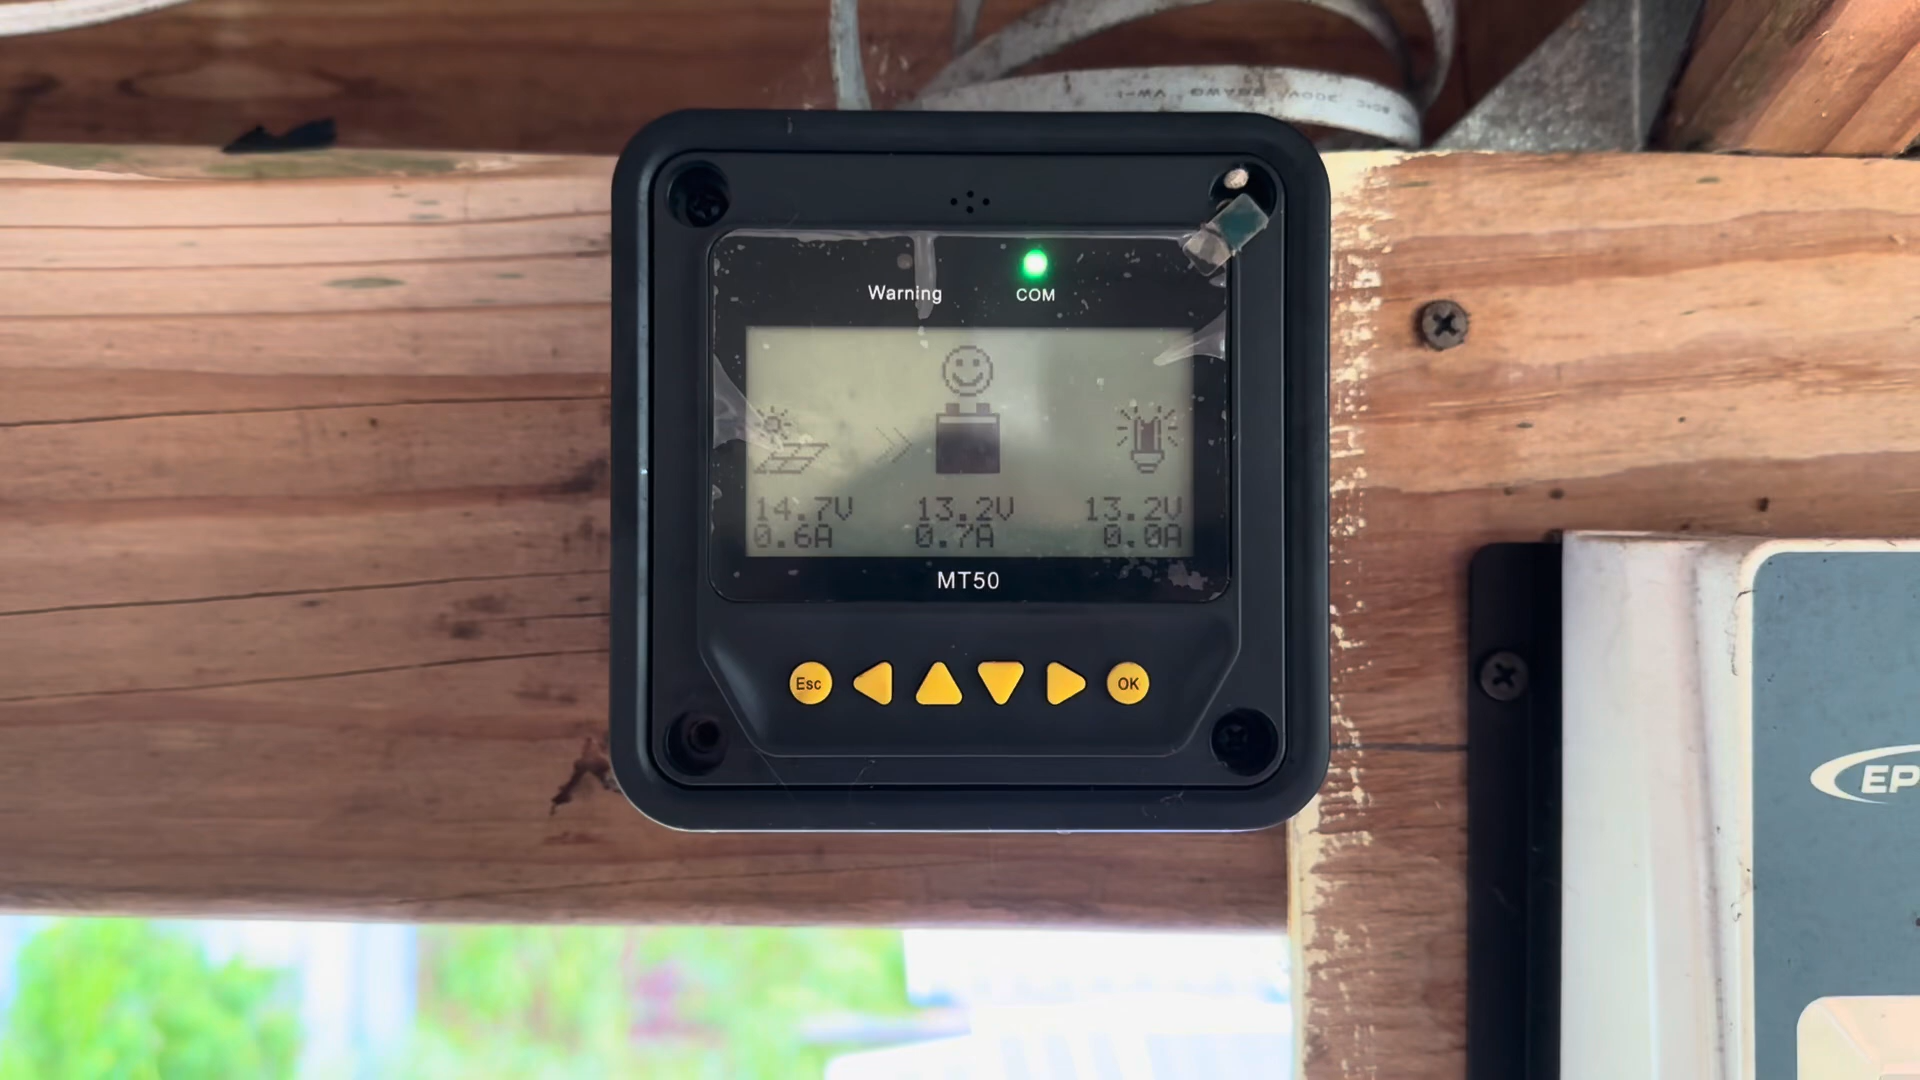 Warning COM
14.7V 13.2V 13.2V
0.6A 0.7A 0.0A
MT50
Esc OK
EP